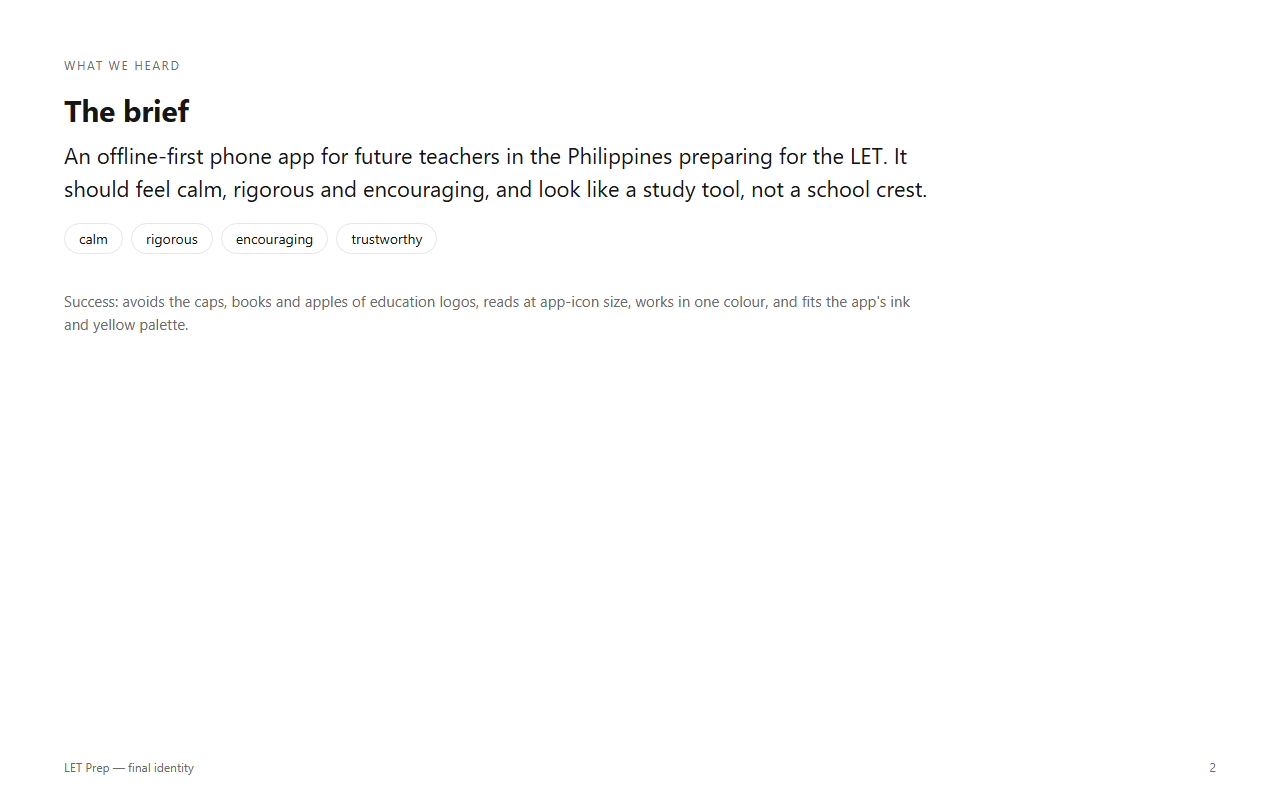 WHAT WE HEARD
The brief
An offline-first phone app for future teachers in the Philippines preparing for the LET. It
should feel calm, rigorous and encouraging, and look like a study tool, not a school crest.
calm rigorous encouraging trustworthy
Success: avoids the caps, books and apples of education logos, reads at app-icon size, works in one colour, and fits the app's ink
and yellow palette.
LET Prep — final identity 2